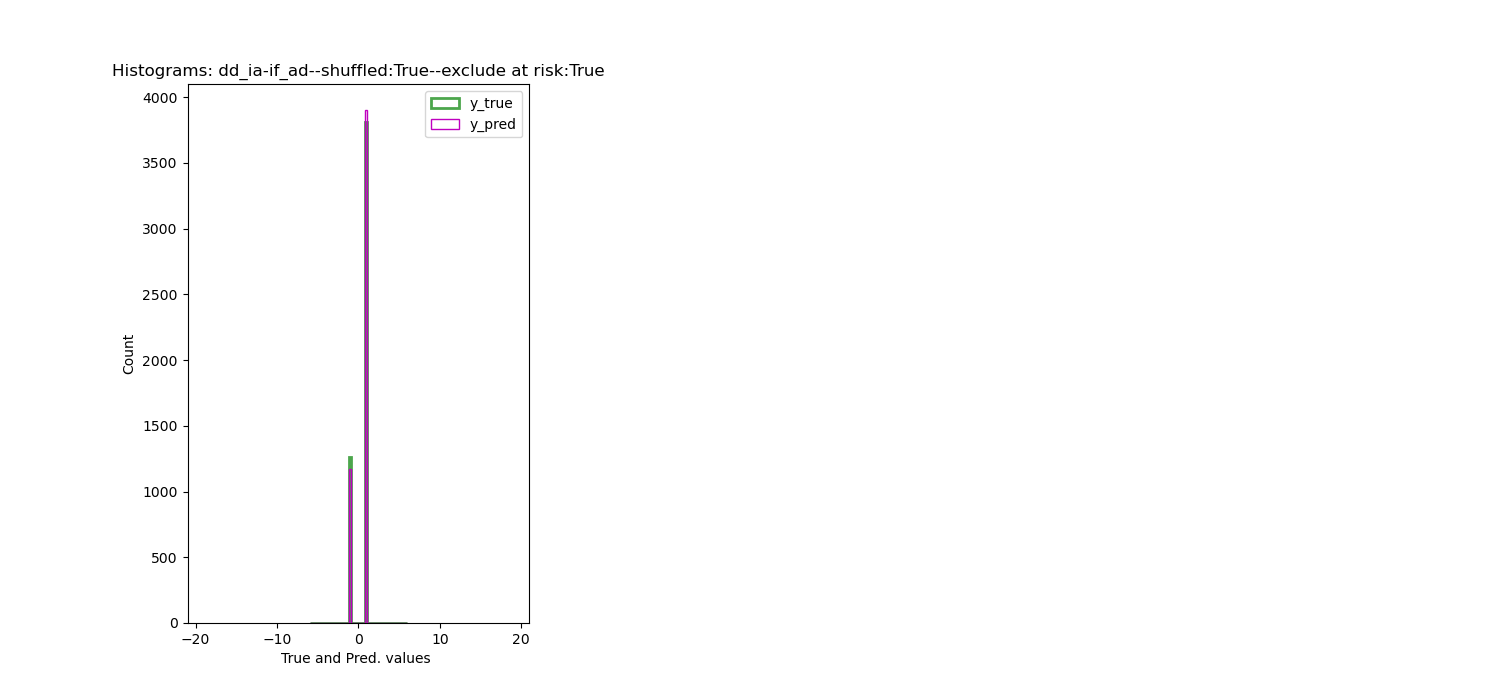 Histograms: dd_ia-if_ad--shuffled:True--exclude at risk:True
y_true
y_pred
4000
3500
3000
2500
2000
1500
1000
500
0
Count
−20
−10
0
10
20
True and Pred. values